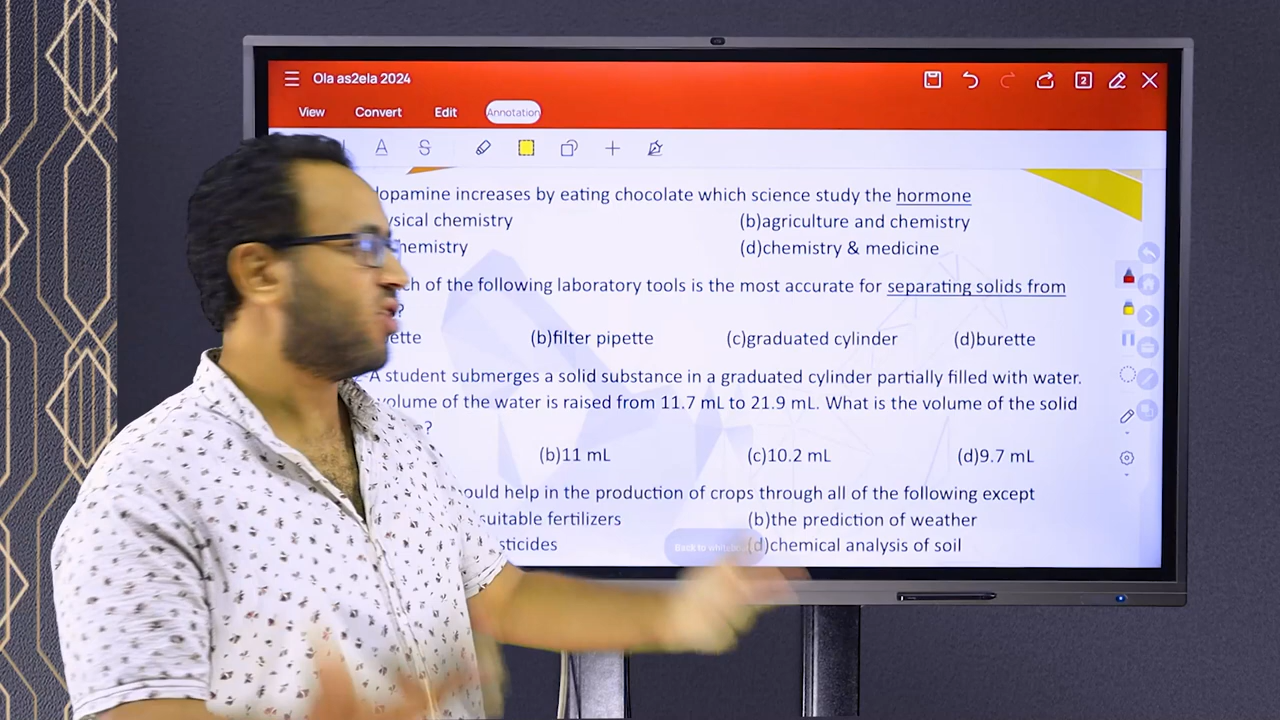 Ola as2ela 2024
View Convert Edit Annotation
dopamine increases by eating chocolate which science study the hormone
ysical chemistry (b)agriculture and chemistry
hemistry (d)chemistry & medicine
ch of the following laboratory tools is the most accurate for separating solids from
?
ette (b)filter pipette (c)graduated cylinder (d)burette
-A student submerges a solid substance in a graduated cylinder partially filled with water.
volume of the water is raised from 11.7 mL to 21.9 mL. What is the volume of the solid
e?
(b)11 mL (c)10.2 mL (d)9.7 mL
ould help in the production of crops through all of the following except
suitable fertilizers (b)the prediction of weather
sticides (d)chemical analysis of soil
Back to